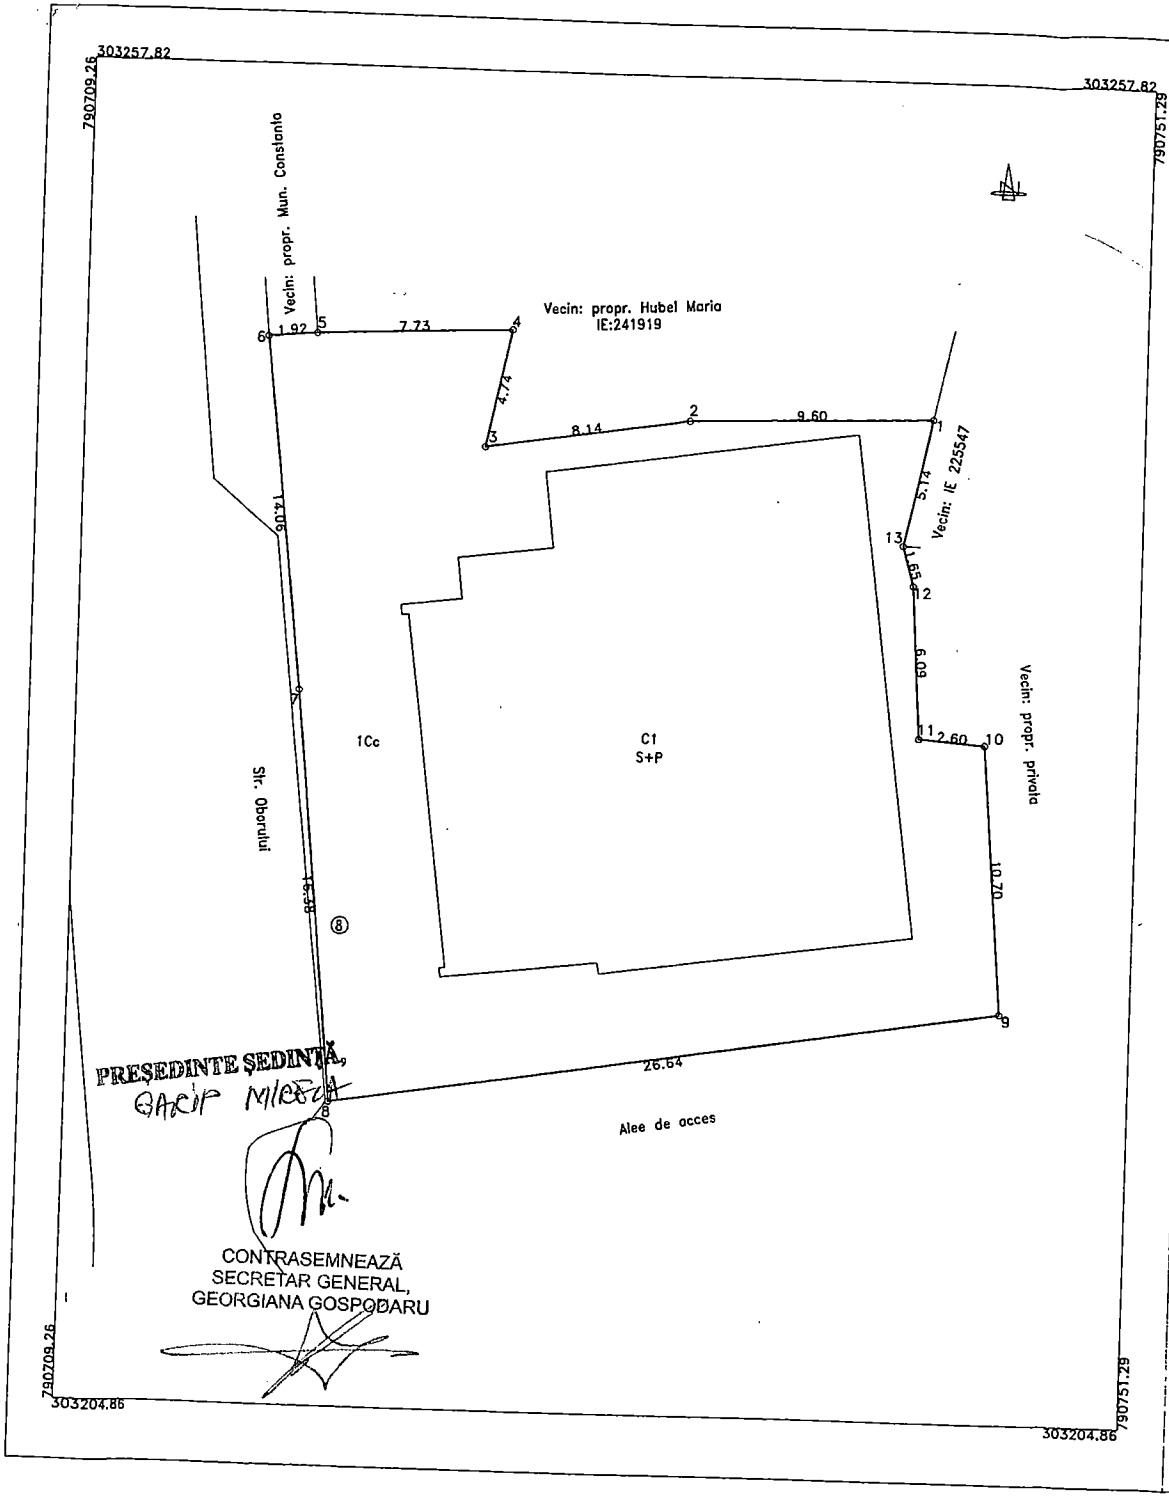 303257.82
303257.82
790709.26
790751.29
Vecin: propr. Mun. Constanta
N
Vecin: propr. Hubel Maria
IE:241919
6
1.92
5
7.73
4
4.74
3
8.14
2
9.60
1
5.14
Vecin: IE 225547
13
1.65
12
6.09
11
2.60
10
Vecin: propr. privata
14.06
7
1Cc
C1
S+P
Str. Oborului
15.38
8
10.70
9
26.64
8
Alee de acces
PREȘEDINTE ȘEDINȚĂ,
GARIP MIRELA
CONTRASEMNEAZĂ
SECRETAR GENERAL,
GEORGIANA GOSPODARU
790709.26
303204.86
790751.29
303204.86